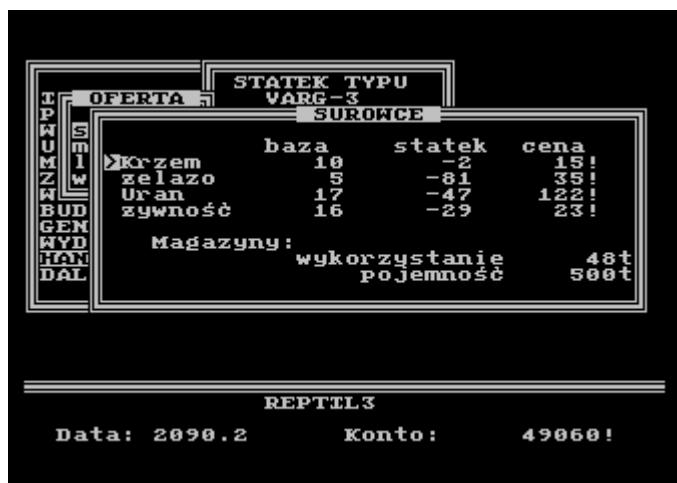 STATEK TYPU
VARG-3
OFERTA
SUROWCE
baza statek cena
Krzem 10 -2 15!
zelazo 5 -81 35!
Uran 17 -47 122!
zywność 16 -29 23!
Magazyny:
wykorzystanie 48t
pojemność 500t
I
P
W s
U m
M l
Z w
W
BUD
GEN
WYD
HAN
DAL
REPTIL3
Data: 2090.2 Konto: 49060!